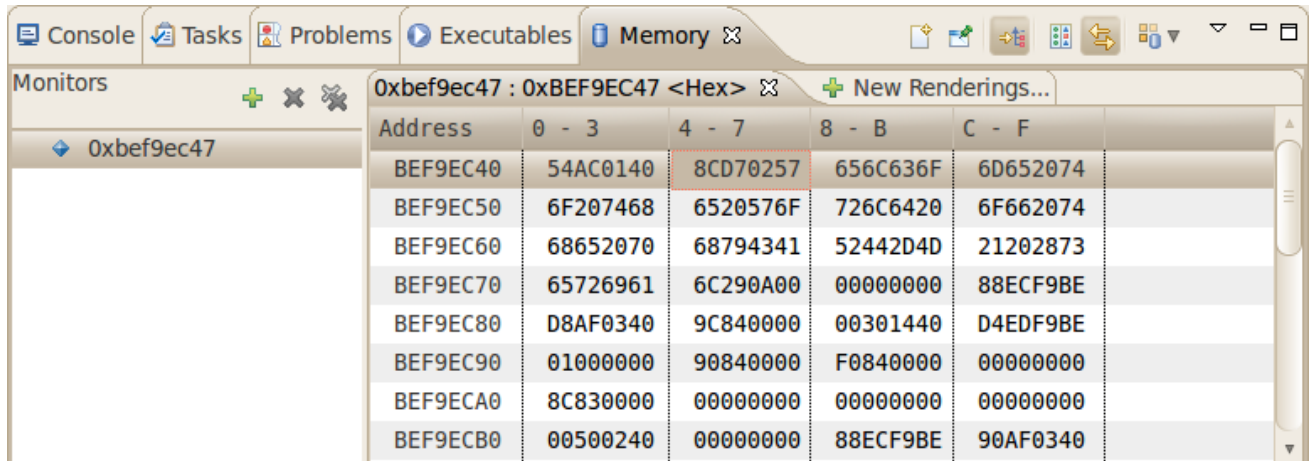 Console Tasks Problems Executables Memory
Monitors
0xbef9ec47 : 0xBEF9EC47 <Hex> New Renderings...
0xbef9ec47
Address 0 - 3 4 - 7 8 - B C - F
BEF9EC40 54AC0140 8CD70257 656C636F 6D652074
BEF9EC50 6F207468 6520576F 726C6420 6F662074
BEF9EC60 68652070 68794341 52442D4D 21202873
BEF9EC70 65726961 6C290A00 00000000 88ECF9BE
BEF9EC80 D8AF0340 9C840000 00301440 D4EDF9BE
BEF9EC90 01000000 90840000 F0840000 00000000
BEF9ECA0 8C830000 00000000 00000000 00000000
BEF9ECB0 00500240 00000000 88ECF9BE 90AF0340